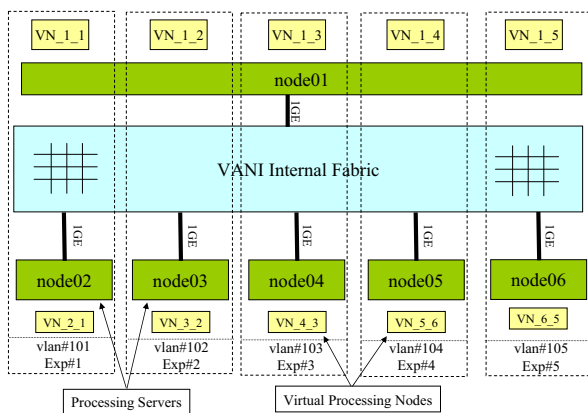 VN_1_1 VN_1_2 VN_1_3 VN_1_4 VN_1_5
node01
1GE
VANI Internal Fabric
1GE 1GE 1GE 1GE 1GE
node02 node03 node04 node05 node06
VN_2_1 VN_3_2 VN_4_3 VN_5_6 VN_6_5
vlan#101 vlan#102 vlan#103 vlan#104 vlan#105
Exp#1 Exp#2 Exp#3 Exp#4 Exp#5
Processing Servers Virtual Processing Nodes